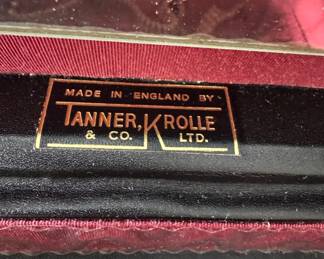 MADE IN ENGLAND BY
TANNER, KROLLE
& CO. LTD.